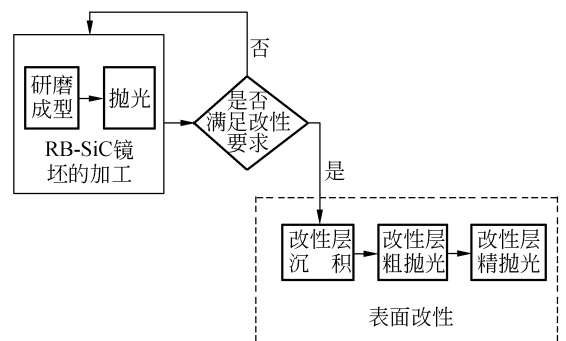 否
研磨
成型
抛光
RB-SiC镜
坯的加工
是否
满足改性
要求
是
改性层
沉 积
改性层
粗抛光
改性层
精抛光
表面改性